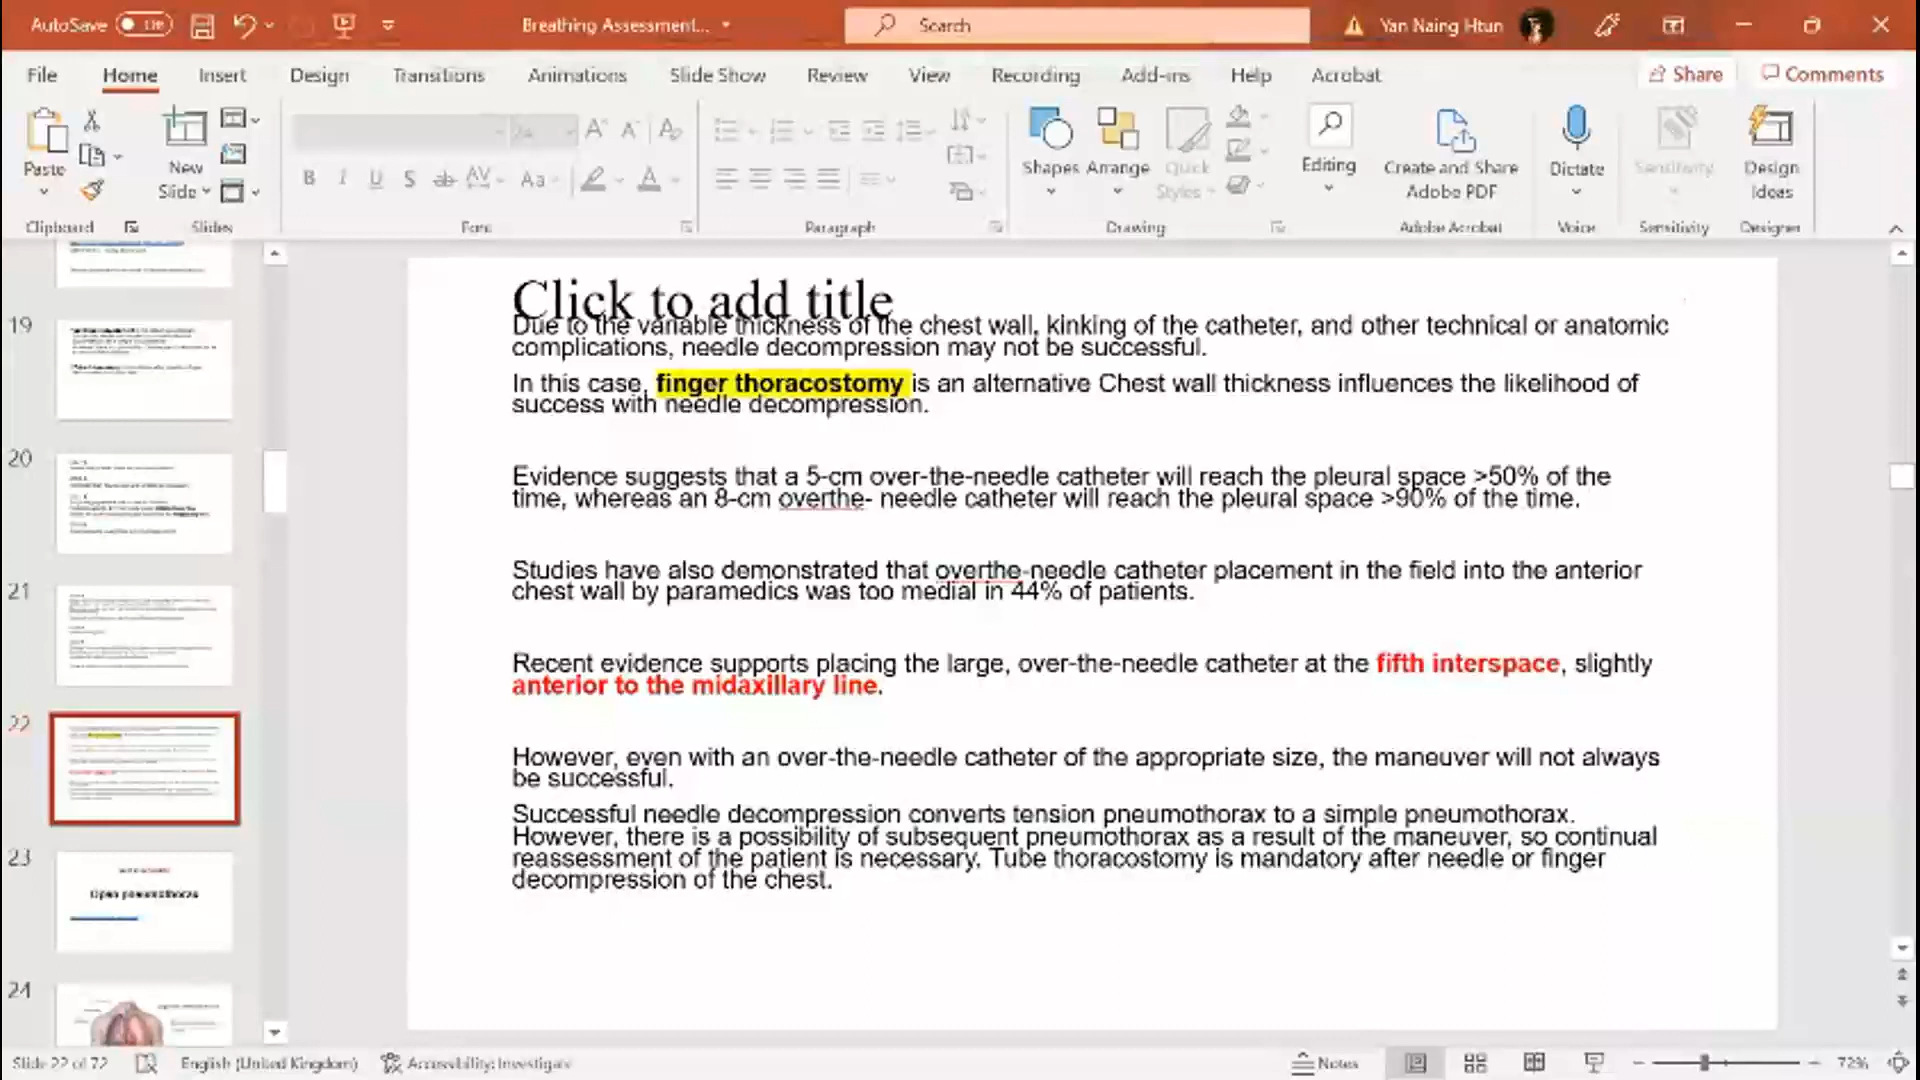 AutoSave Off Breathing Assessment... Search Yan Naing Htun
File Home Insert Design Transitions Animations Slide Show Review View Recording Add-ins Help Acrobat Share Comments
Paste New Slide Shapes Arrange Quick Styles Editing Create and Share Adobe PDF Dictate Sensitivity Design Ideas
Clipboard Slides Font Paragraph Drawing Adobe Acrobat Voice Sensitivity Designer
19
20
21
22
23
Open pneumothorax
24
Click to add title
Due to the variable thickness of the chest wall, kinking of the catheter, and other technical or anatomic
complications, needle decompression may not be successful.
In this case, finger thoracostomy is an alternative Chest wall thickness influences the likelihood of
success with needle decompression.
Evidence suggests that a 5-cm over-the-needle catheter will reach the pleural space >50% of the
time, whereas an 8-cm overthe- needle catheter will reach the pleural space >90% of the time.
Studies have also demonstrated that overthe-needle catheter placement in the field into the anterior
chest wall by paramedics was too medial in 44% of patients.
Recent evidence supports placing the large, over-the-needle catheter at the fifth interspace, slightly
anterior to the midaxillary line.
However, even with an over-the-needle catheter of the appropriate size, the maneuver will not always
be successful.
Successful needle decompression converts tension pneumothorax to a simple pneumothorax.
However, there is a possibility of subsequent pneumothorax as a result of the maneuver, so continual
reassessment of the patient is necessary. Tube thoracostomy is mandatory after needle or finger
decompression of the chest.
Slide 22 of 72 English (United Kingdom) Accessibility: Investigate Notes 72%